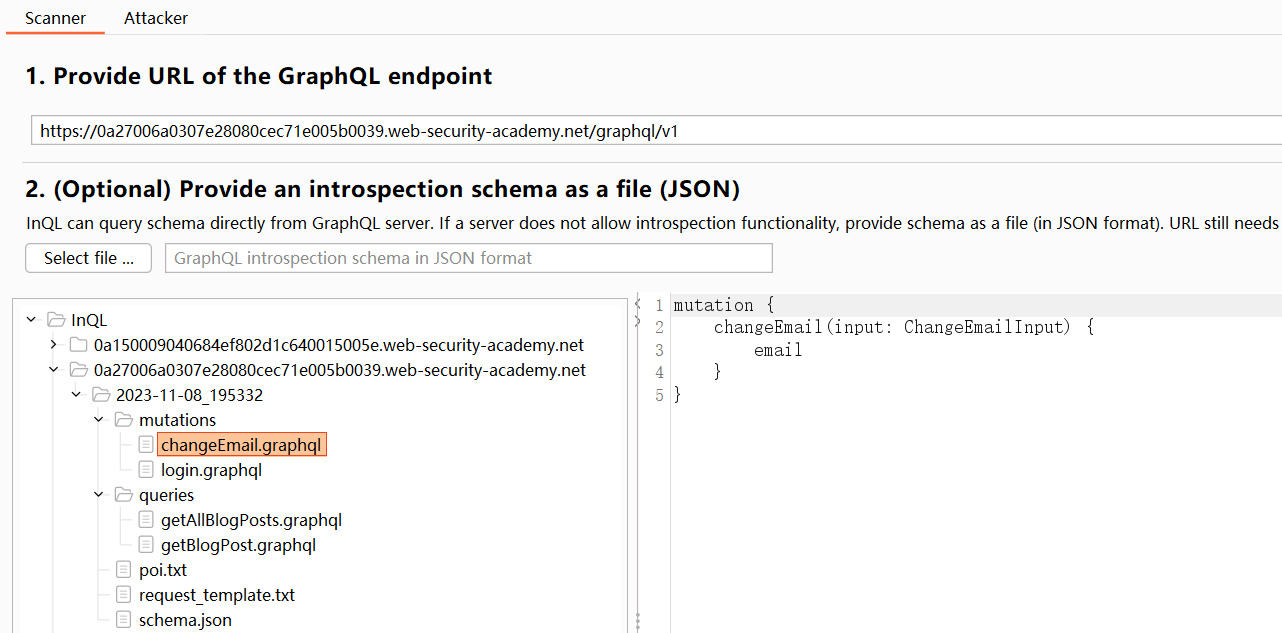 Scanner Attacker
1. Provide URL of the GraphQL endpoint
https://0a27006a0307e28080cec71e005b0039.web-security-academy.net/graphql/v1
2. (Optional) Provide an introspection schema as a file (JSON)
InQL can query schema directly from GraphQL server. If a server does not allow introspection functionality, provide schema as a file (in JSON format). URL still needs
Select file ... GraphQL introspection schema in JSON format
InQL
0a150009040684ef802d1c640015005e.web-security-academy.net
0a27006a0307e28080cec71e005b0039.web-security-academy.net
2023-11-08_195332
mutations
changeEmail.graphql
login.graphql
queries
getAllBlogPosts.graphql
getBlogPost.graphql
poi.txt
request_template.txt
schema.json
1 mutation {
2 changeEmail(input: ChangeEmailInput) {
3 email
4 }
5 }